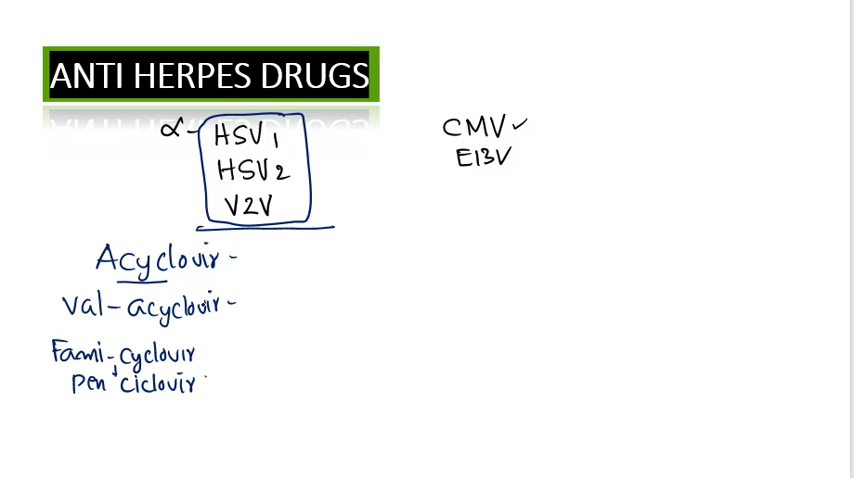 ANTI HERPES DRUGS
α- HSV1
HSV2
VZV
CMV ✓
EBV
Acyclovir -
Val-acyclovir -
Fami-cyclovir
↓
Pen ciclovir